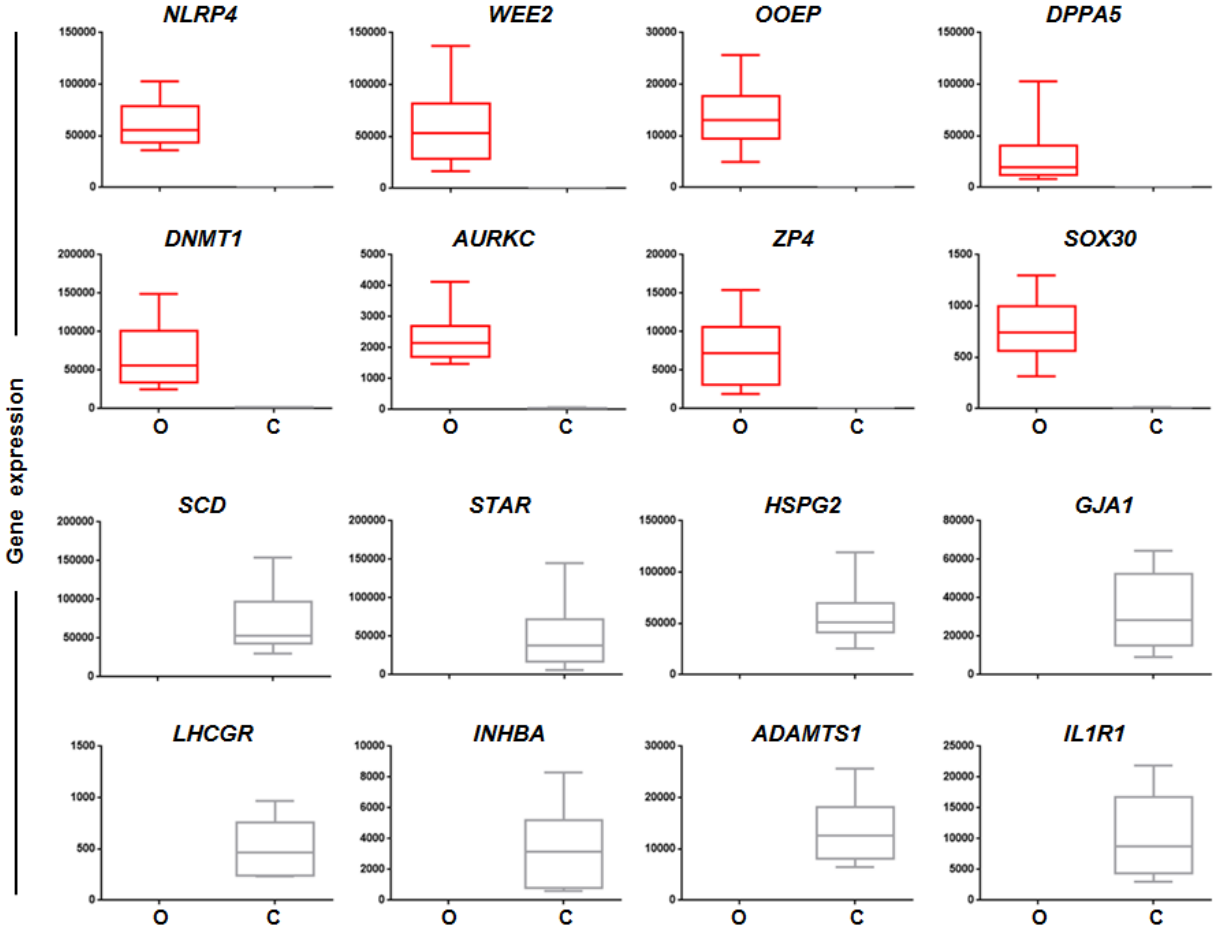 NLRP4 WEE2 OOEP DPPA5
150000 150000 30000 150000
100000 100000 20000 100000
50000 50000 10000 50000
0 0 0 0
DNMT1 AURKC ZP4 SOX30
200000 5000 20000 1500
150000 4000 15000 1000
100000 3000 10000 500
50000 2000 5000 0
0 1000 0
0
O C O C O C O C
Gene expression
SCD STAR HSPG2 GJA1
200000 200000 150000 80000
150000 150000 100000 60000
100000 100000 50000 40000
50000 50000 0 20000
0 0 0
LHCGR INHBA ADAMTS1 IL1R1
1500 10000 30000 25000
1000 8000 20000 20000
500 6000 10000 15000
0 4000 0 10000
2000 5000
0 0
O C O C O C O C